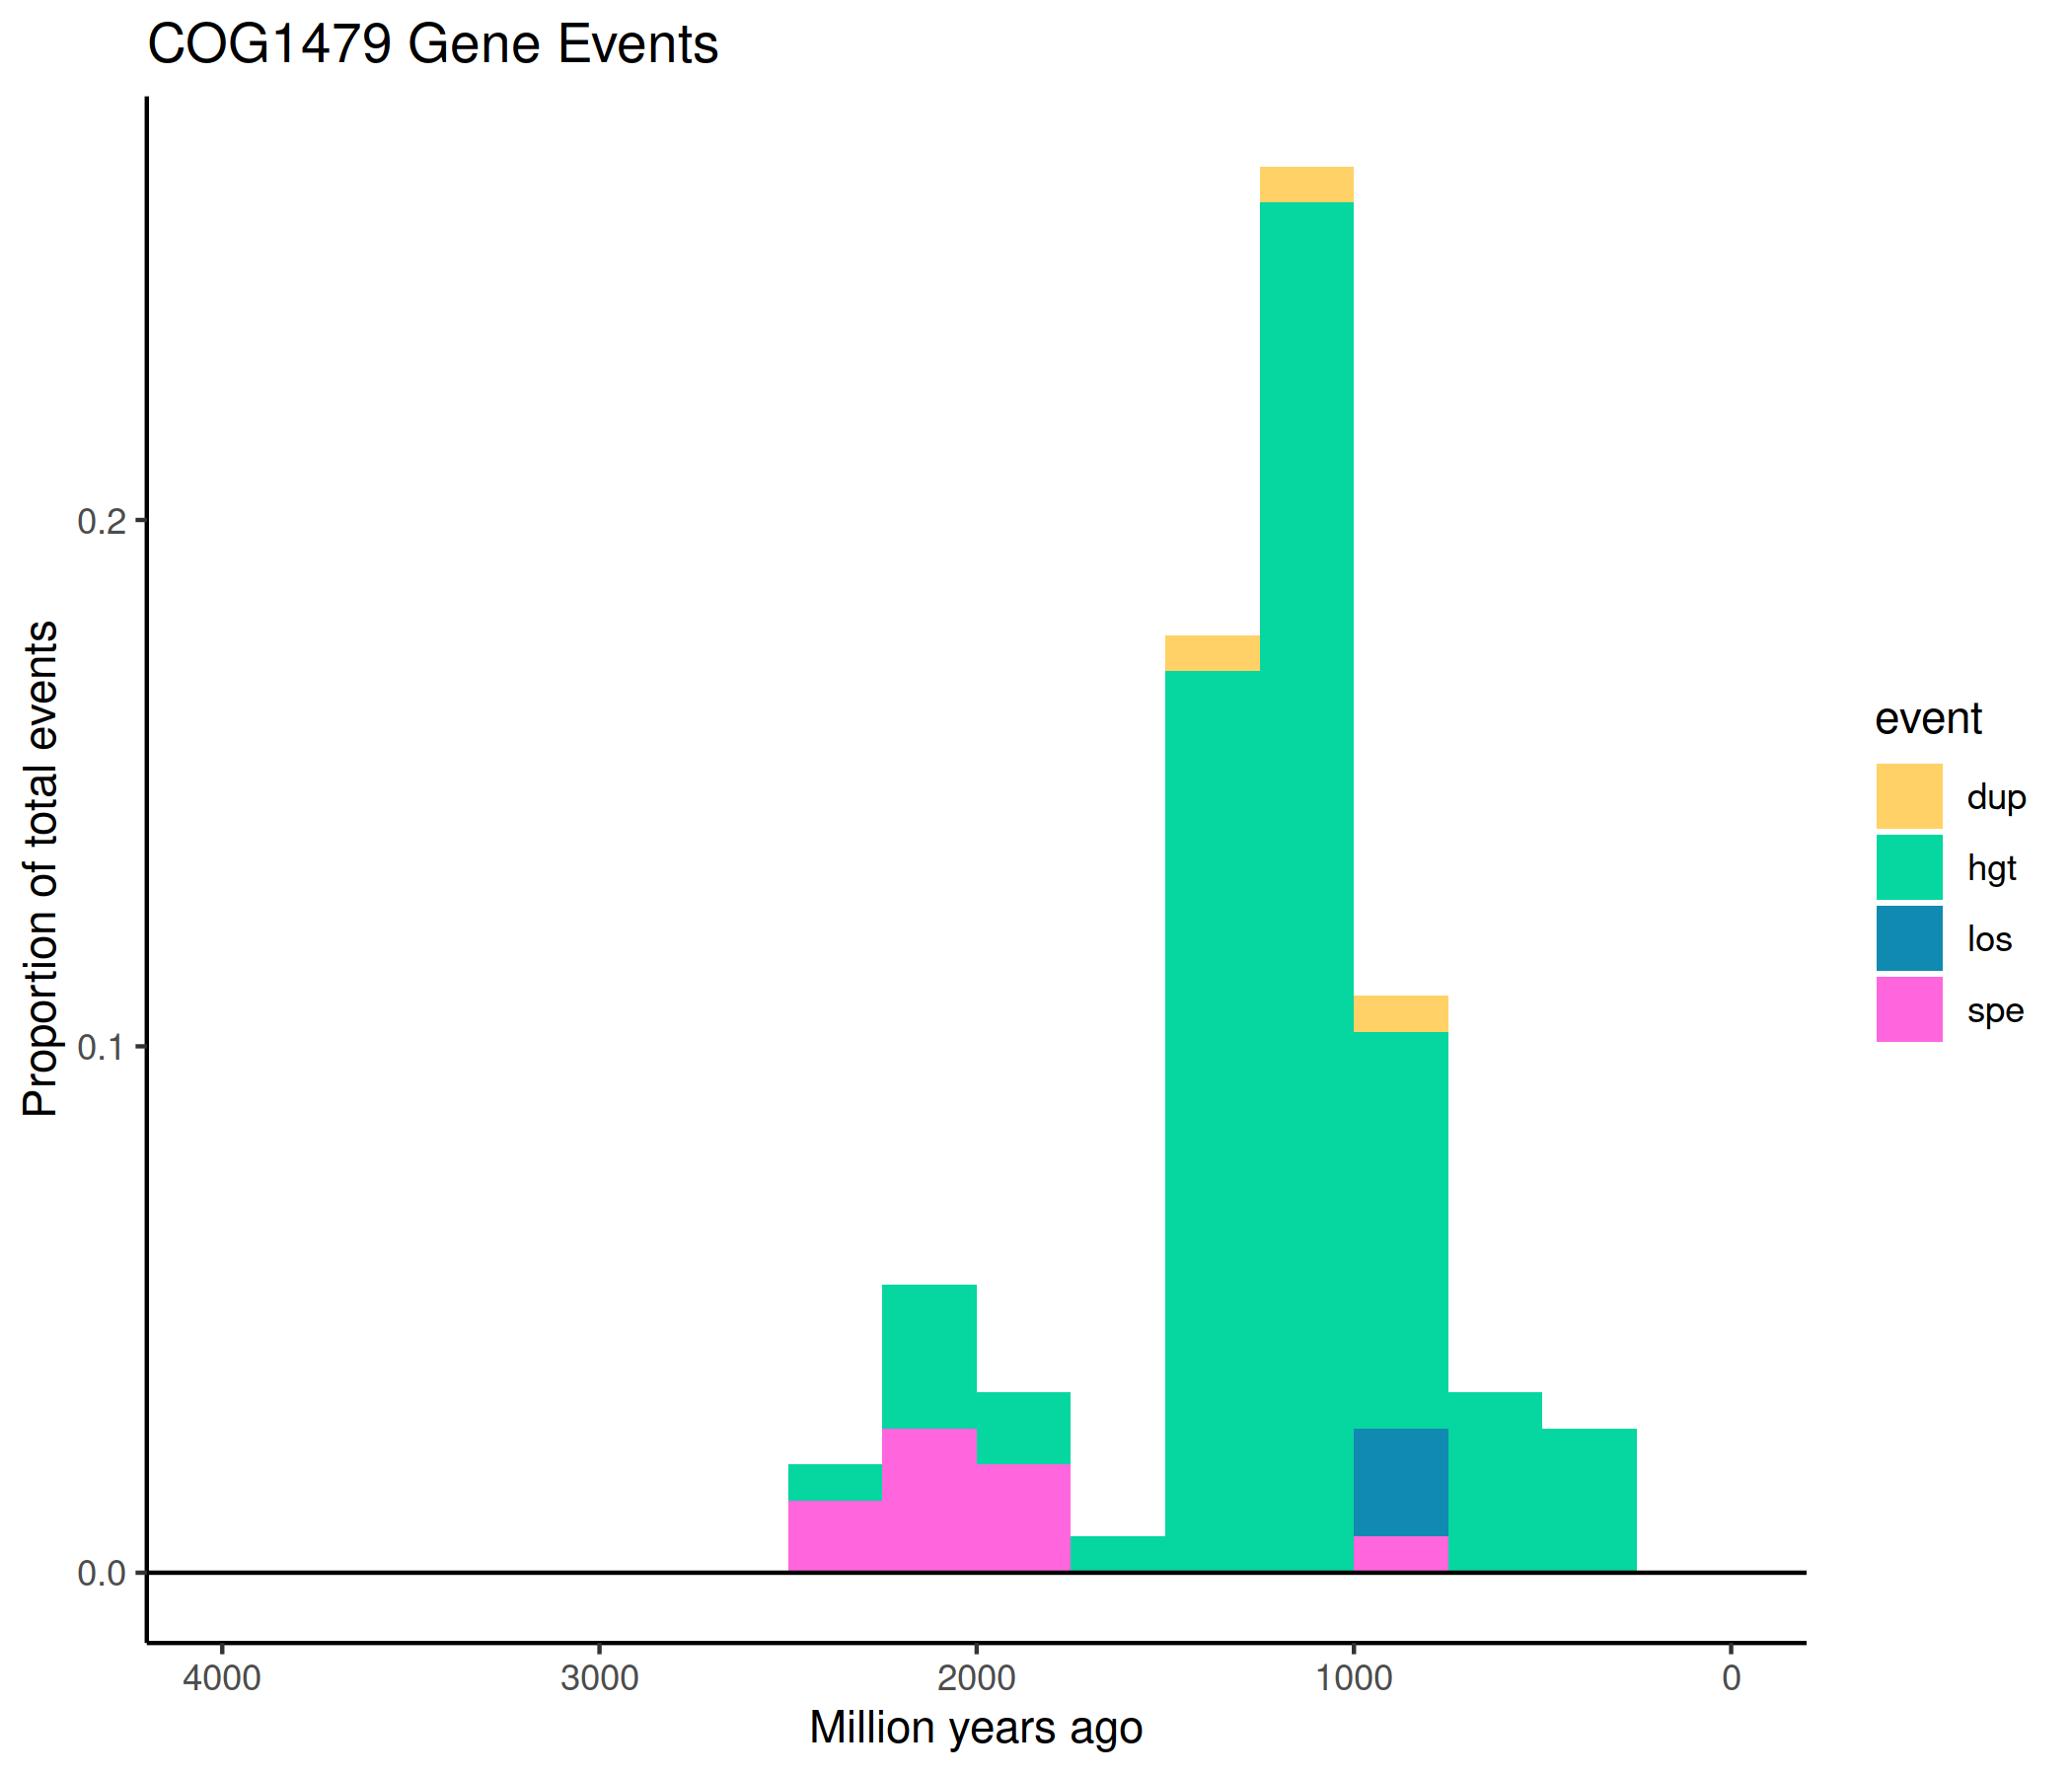 COG1479 Gene Events
Proportion of total events
0.2
0.1
0.0
4000 3000 2000 1000 0
Million years ago
event
dup
hgt
los
spe